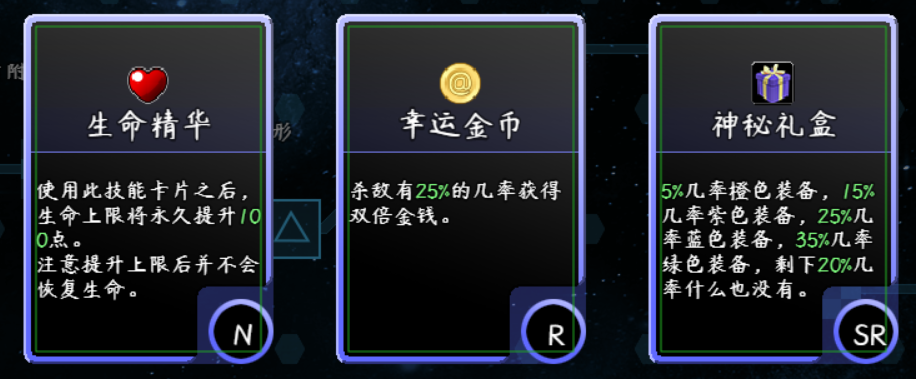 附
形
生命精华
使用此技能卡片之后，
生命上限将永久提升10
0点。
注意提升上限后并不会
恢复生命。
N
幸运金币
杀敌有25%的几率获得
双倍金钱。
R
神秘礼盒
5%几率橙色装备，15%
几率紫色装备，25%几
率蓝色装备，35%几率
绿色装备，剩下20%几
率什么也没有。
SR